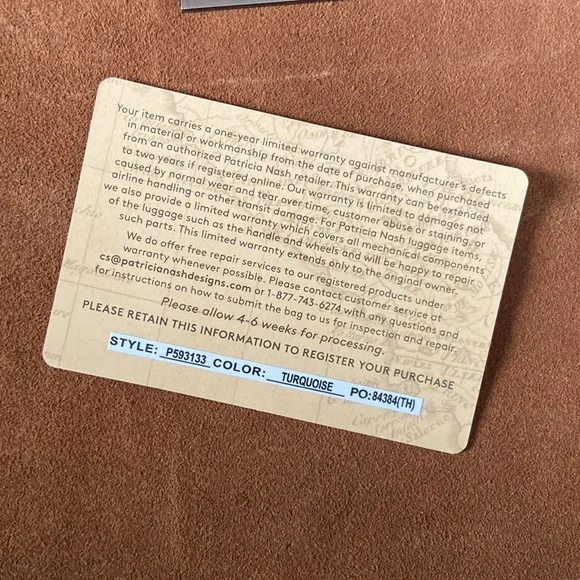 Your item carries a one-year limited warranty against manufacturer's defects
in material or workmanship from the date of purchase, when purchased
from an authorized Patricia Nash retailer. This warranty can be extended
to two years if registered online. Our warranty is limited to damages not
caused by normal wear and tear over time, customer abuse or staining, or
airline handling or other transit damage. For Patricia Nash luggage items,
we also provide a limited warranty which covers all mechanical components
of the luggage such as the handle and wheels and will be happy to repair
such parts. This limited warranty extends only to the original owner.
We do offer free repair services to our registered products under
warranty whenever possible. Please contact customer service at
cs@patricianashdesigns.com or 1-877-743-6274 with any questions and
for instructions on how to submit the bag to us for inspection and repair.
Please allow 4-6 weeks for processing.
PLEASE RETAIN THIS INFORMATION TO REGISTER YOUR PURCHASE
STYLE: P593133 COLOR: TURQUOISE PO:84384(TH)